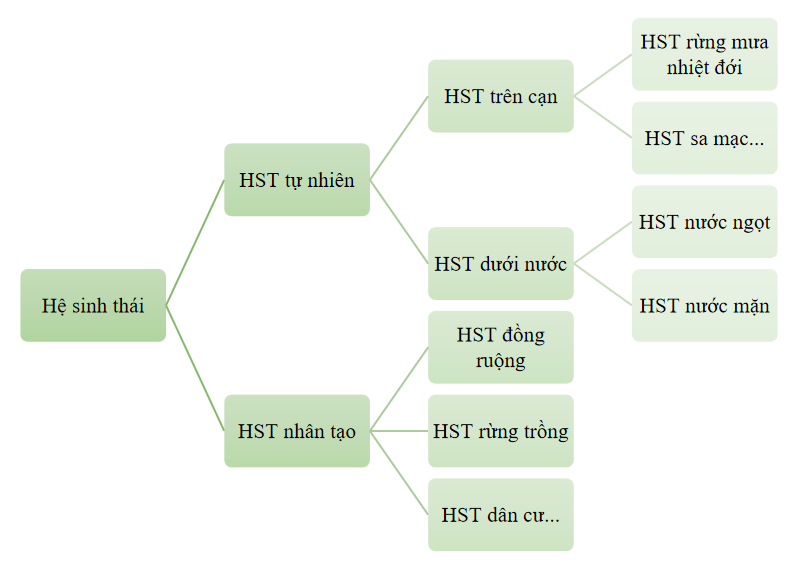 Hệ sinh thái
HST tự nhiên
HST trên cạn
HST rừng mưa
nhiệt đới
HST sa mạc...
HST dưới nước
HST nước ngọt
HST nước mặn
HST nhân tạo
HST đồng
ruộng
HST rừng trồng
HST dân cư...